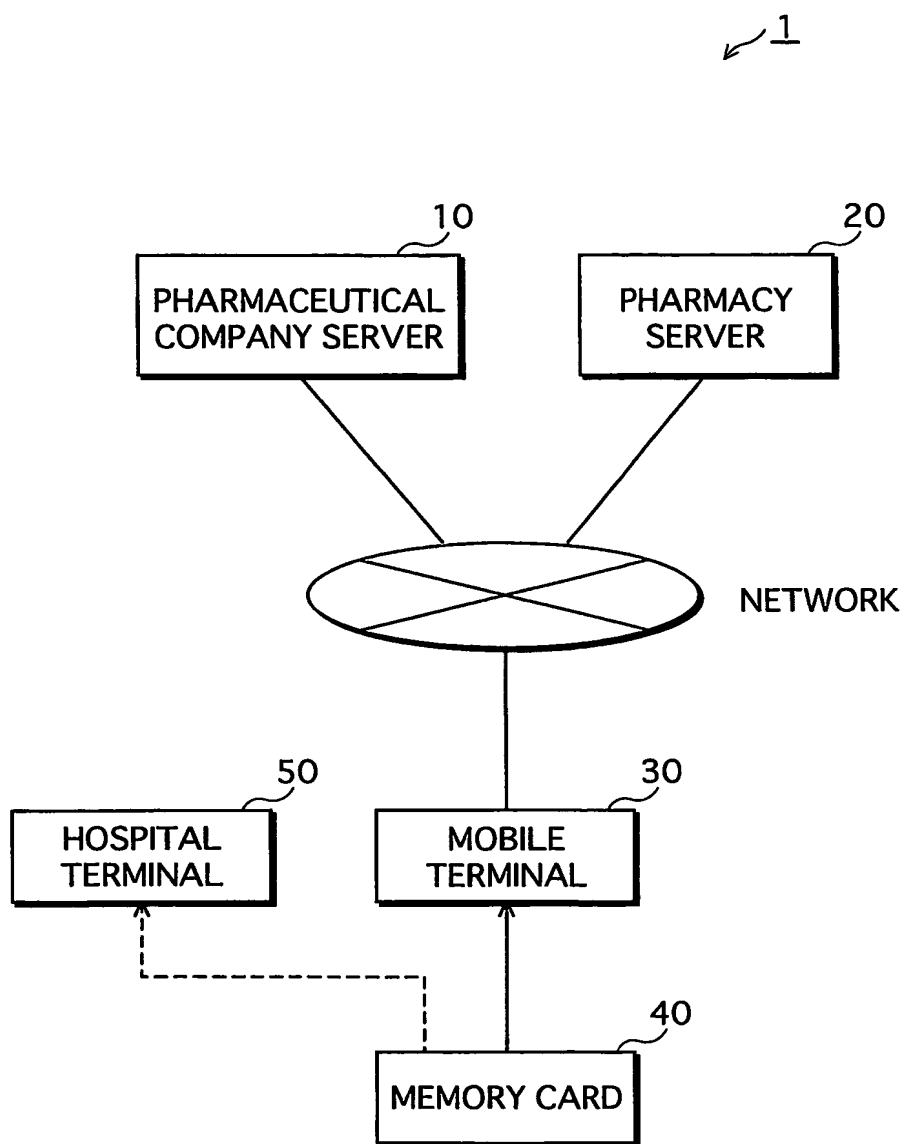 1
10
20
PHARMACEUTICAL
COMPANY SERVER
PHARMACY
SERVER
NETWORK
50
30
HOSPITAL
TERMINAL
MOBILE
TERMINAL
40
MEMORY CARD